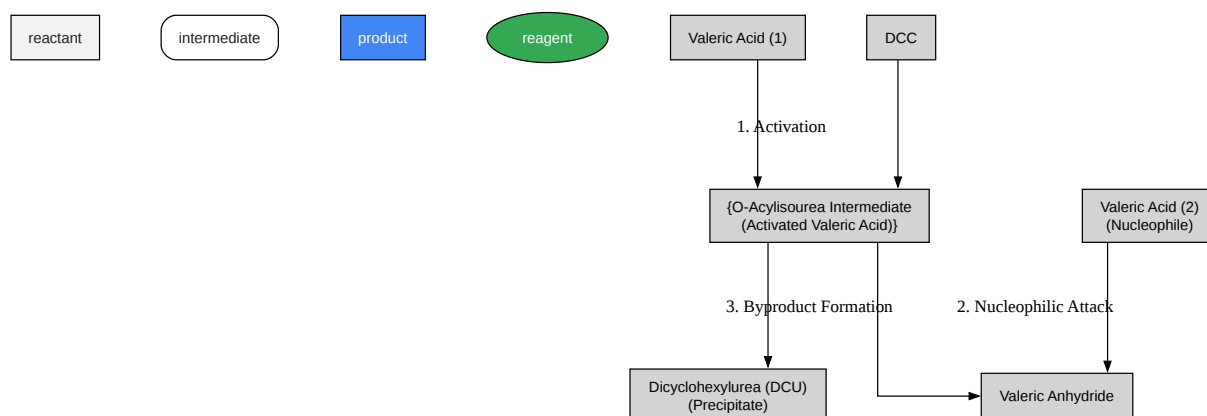 reactant
intermediate
product
reagent
Valeric Acid (1)
DCC
1. Activation
{O-Acylisourea Intermediate
(Activated Valeric Acid)}
Valeric Acid (2)
(Nucleophile)
3. Byproduct Formation
2. Nucleophilic Attack
Dicyclohexylurea (DCU)
(Precipitate)
Valeric Anhydride